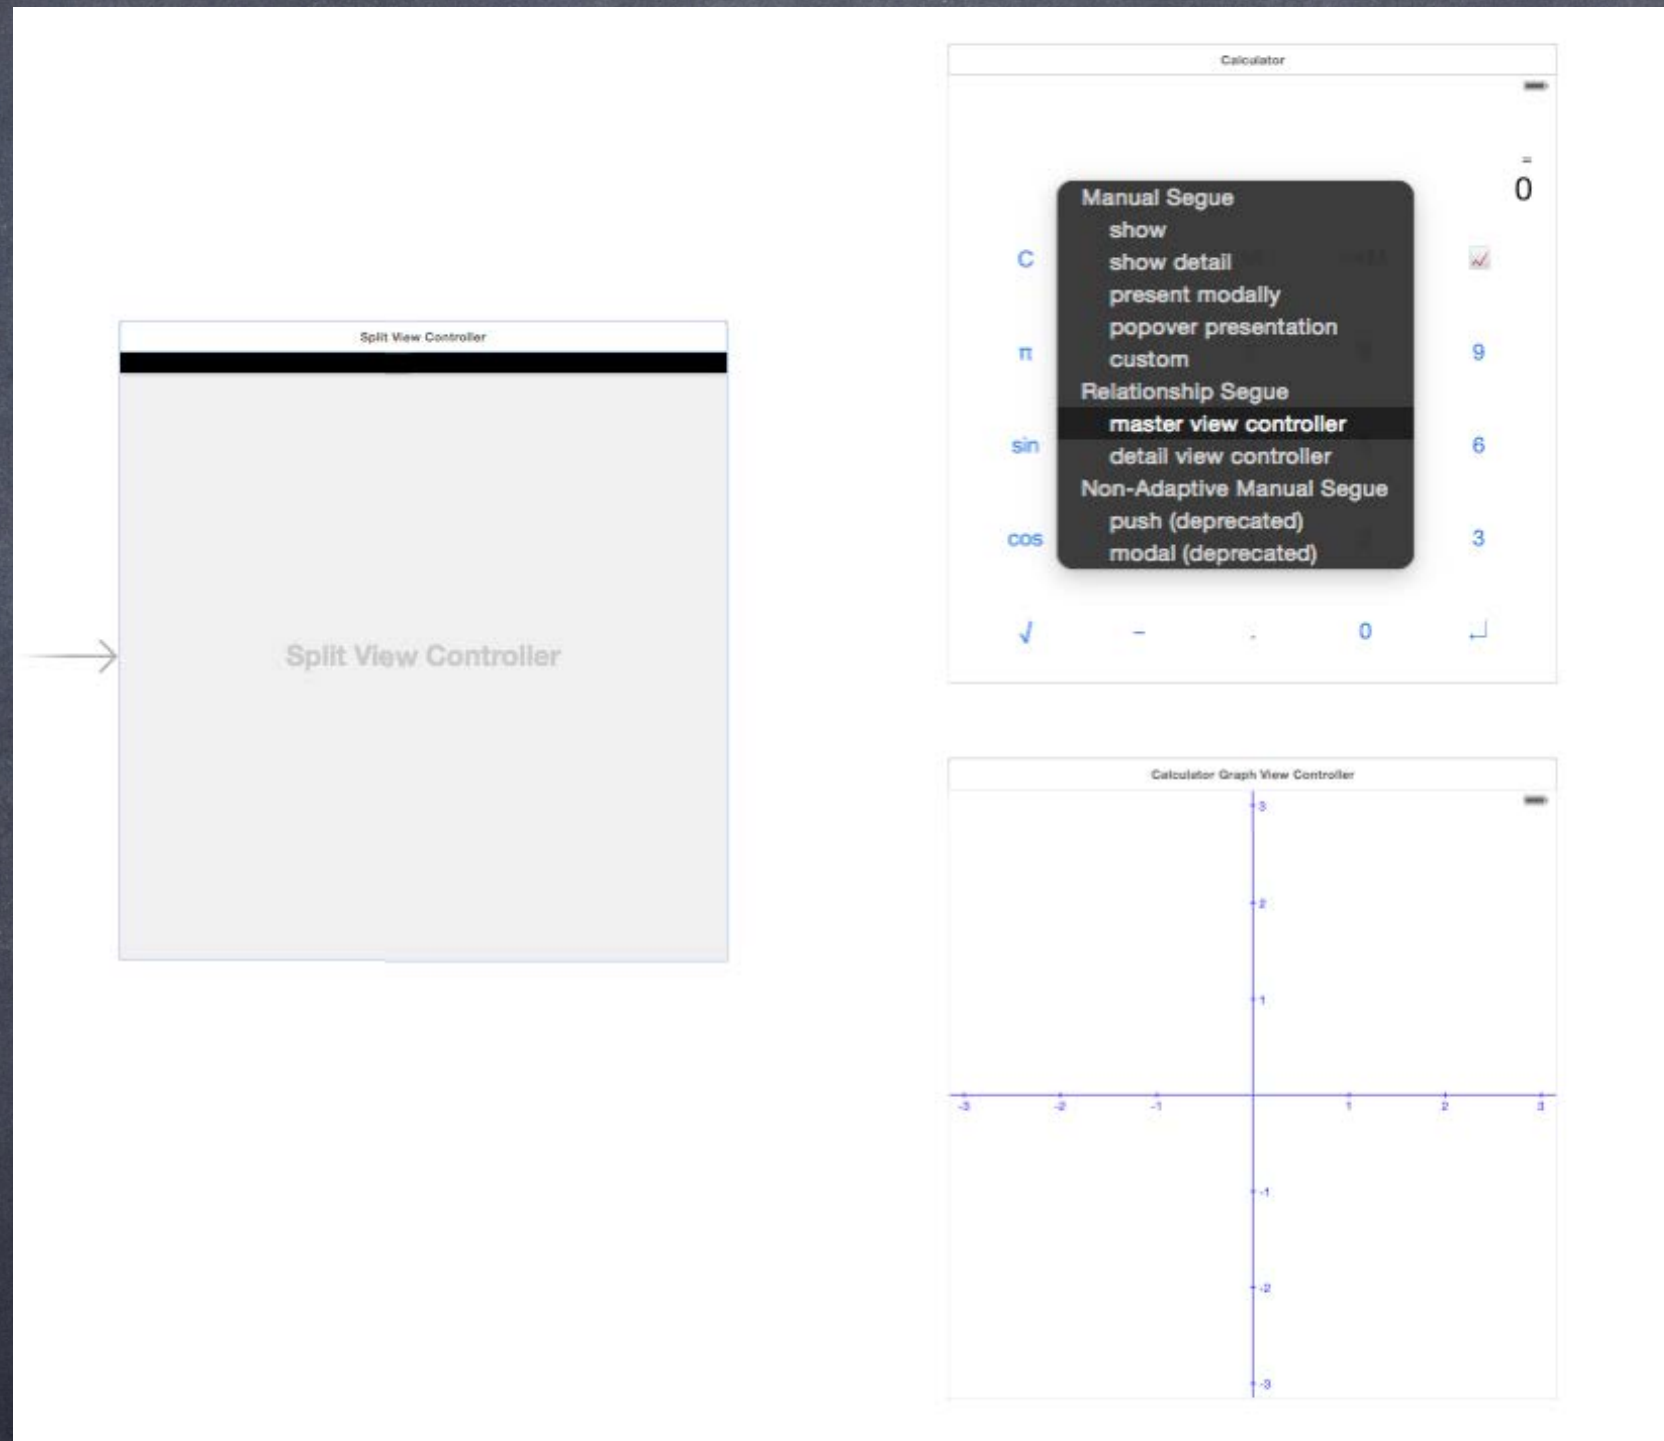 Split View Controller
Split View Controller
Calculator
=
0
Manual Segue
show
show detail
present modally
popover presentation
custom
Relationship Segue
master view controller
detail view controller
Non-Adaptive Manual Segue
push (deprecated)
modal (deprecated)
C
π 9
sin 6
cos 3
√ − . 0 ↵
Calculator Graph View Controller
3
2
1
-3 -2 -1 1 2 3
-1
-2
-3